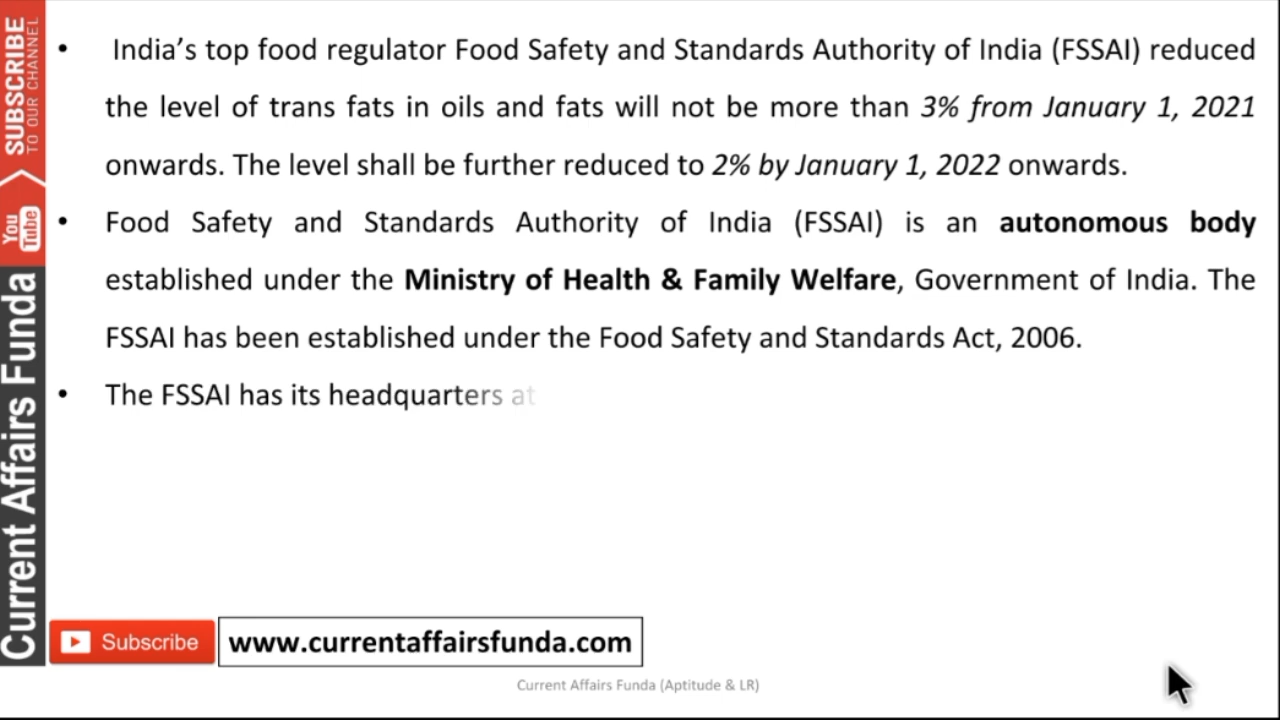 India’s top food regulator Food Safety and Standards Authority of India (FSSAI) reduced
the level of trans fats in oils and fats will not be more than 3% from January 1, 2021
onwards. The level shall be further reduced to 2% by January 1, 2022 onwards.
Food Safety and Standards Authority of India (FSSAI) is an autonomous body
established under the Ministry of Health & Family Welfare, Government of India. The
FSSAI has been established under the Food Safety and Standards Act, 2006.
The FSSAI has its headquarters at
SUBSCRIBE
TO OUR CHANNEL
You
Tube
Current Affairs Funda
Subscribe
www.currentaffairsfunda.com
Current Affairs Funda (Aptitude & LR)